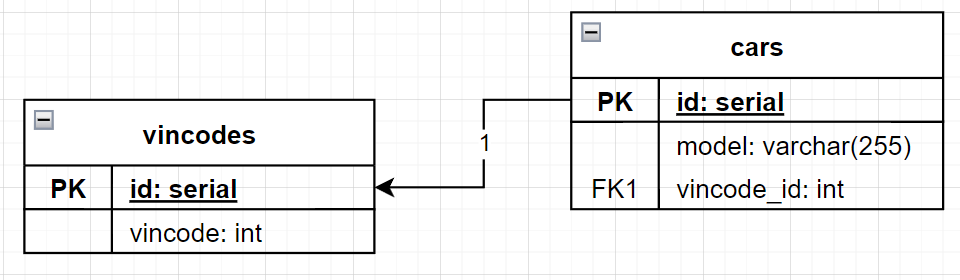 vincodes
PK id: serial
vincode: int
1
cars
PK id: serial
model: varchar(255)
FK1 vincode_id: int